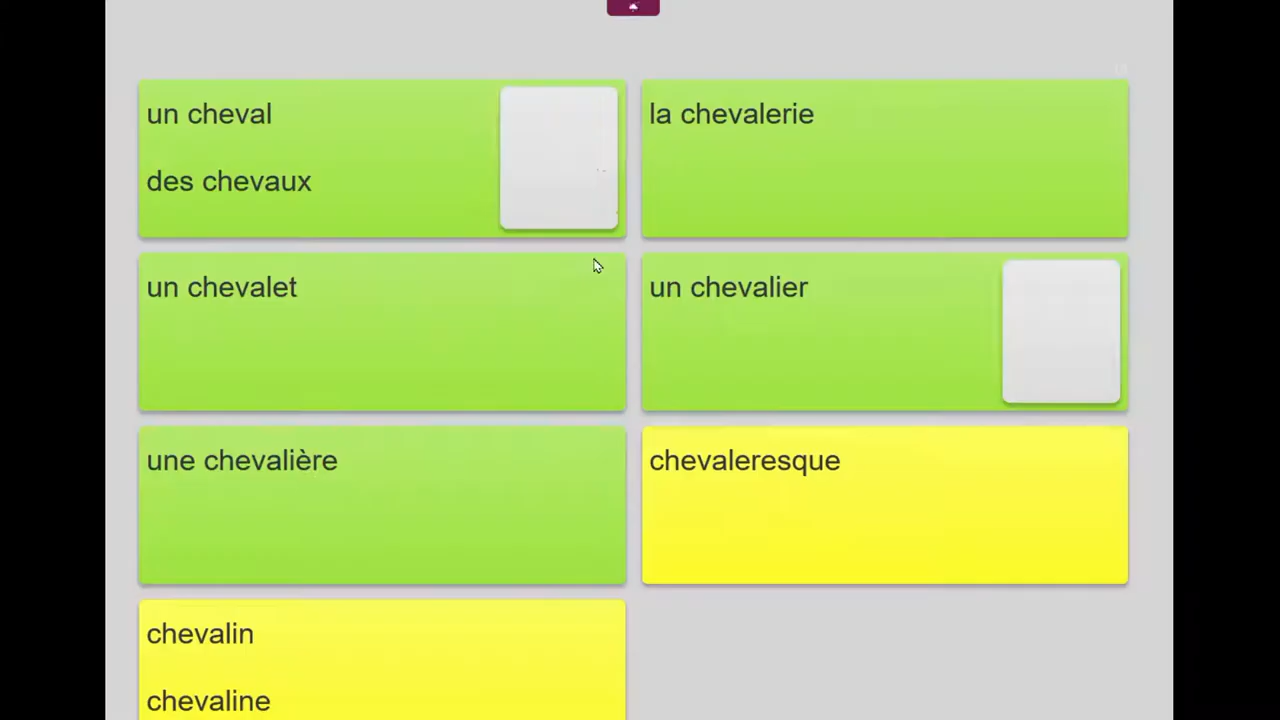 un cheval
des chevaux
la chevalerie
un chevalet
un chevalier
une chevalière
chevaleresque
chevalin
chevaline